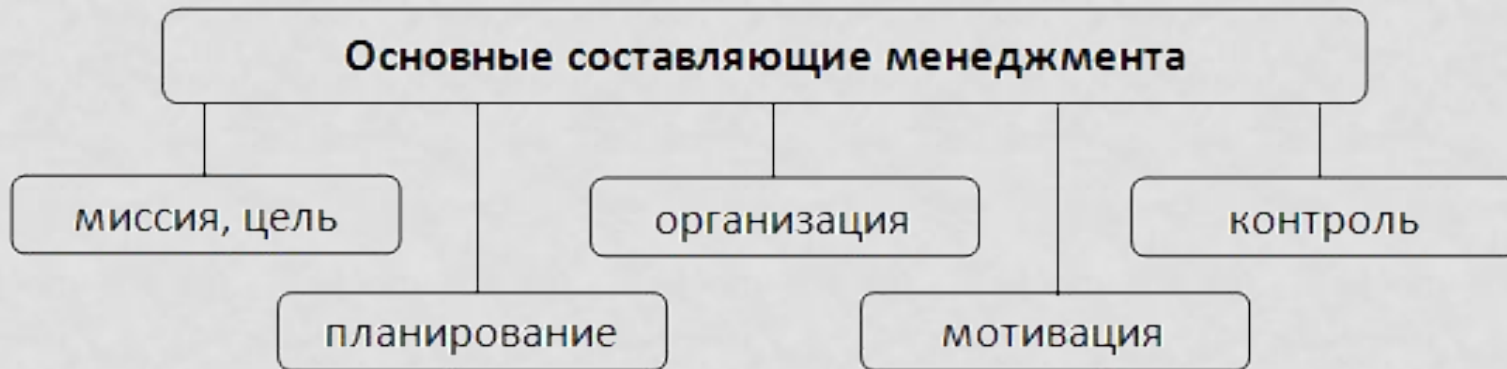 Основные составляющие менеджмента
миссия, цель
организация
контроль
планирование
мотивация